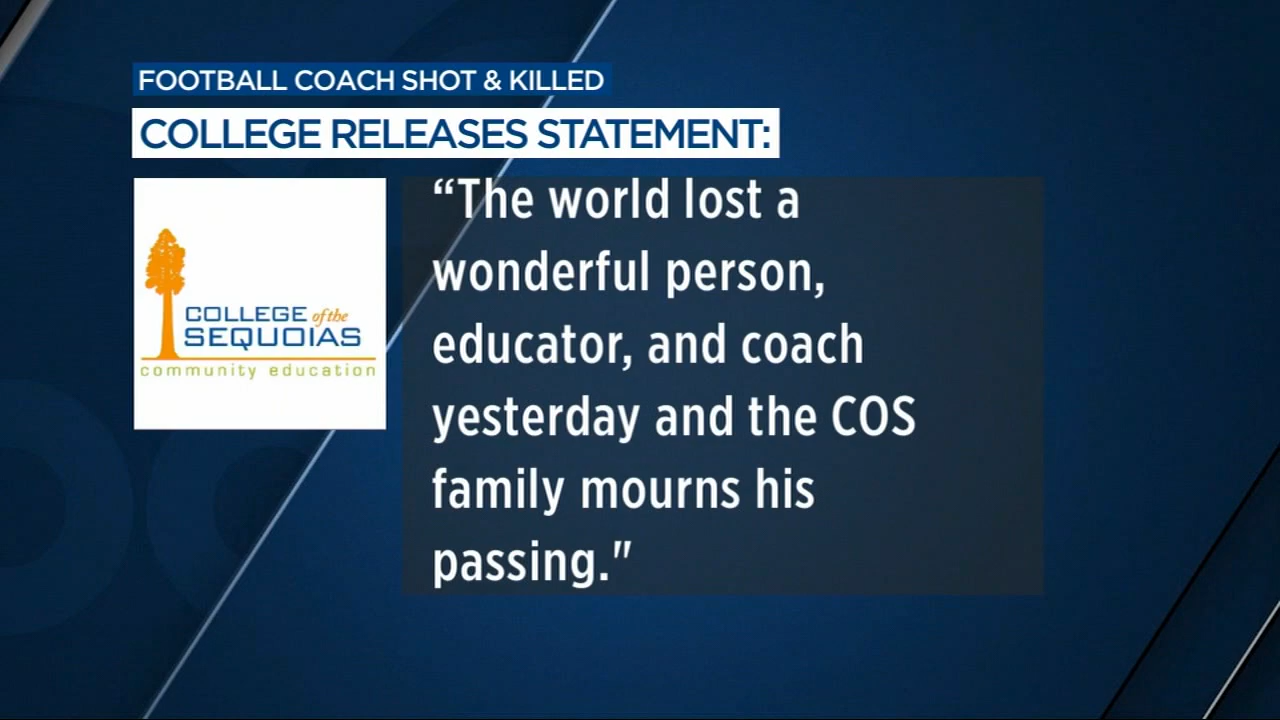 FOOTBALL COACH SHOT & KILLED
COLLEGE RELEASES STATEMENT:
COLLEGE of the
SEQUOIAS
community education
“The world lost a
wonderful person,
educator, and coach
yesterday and the COS
family mourns his
passing."